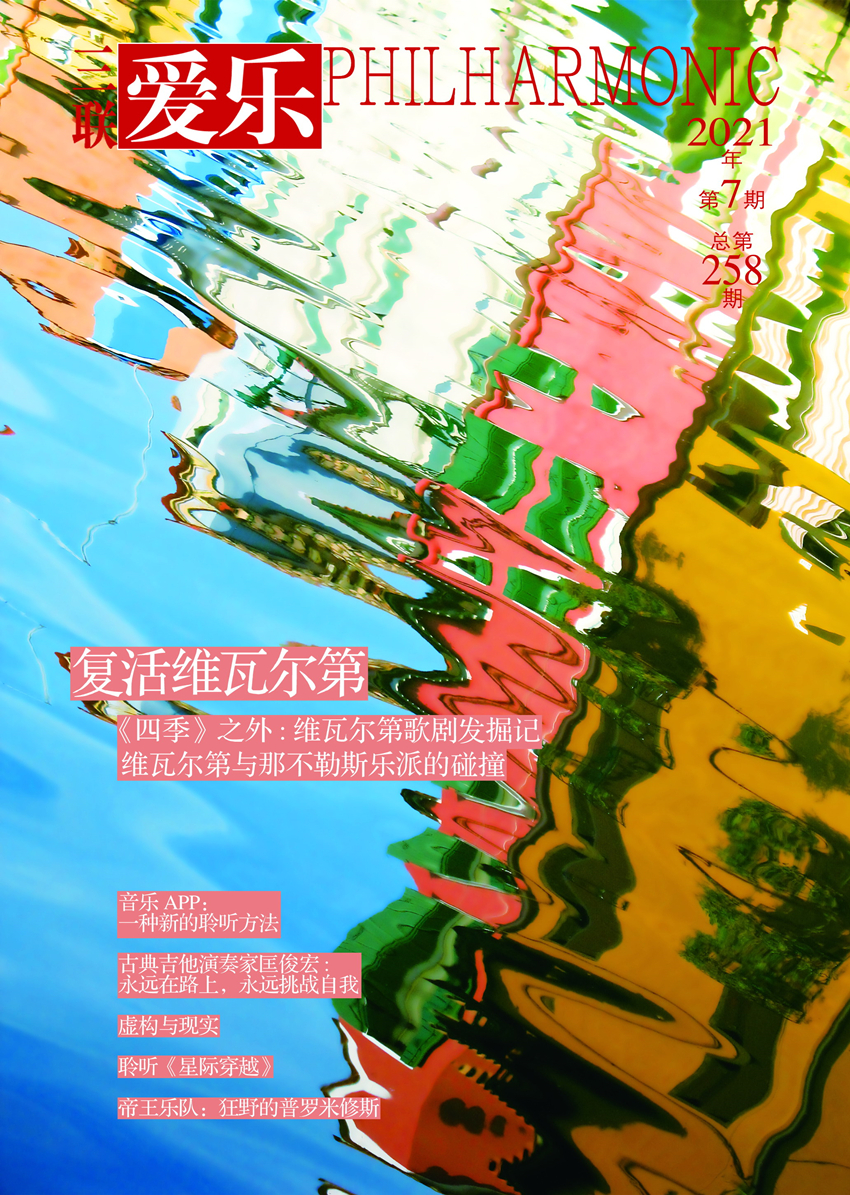 三联
爱乐
PHILHARMONIC
2021
年
第7期
总第
258
期
复活维瓦尔第
《四季》之外：维瓦尔第歌剧发掘记
维瓦尔第与那不勒斯乐派的碰撞
音乐 APP：
一种新的聆听方法
古典吉他演奏家匡俊宏：
永远在路上，永远挑战自我
虚构与现实
聆听《星际穿越》
帝王乐队：狂野的普罗米修斯